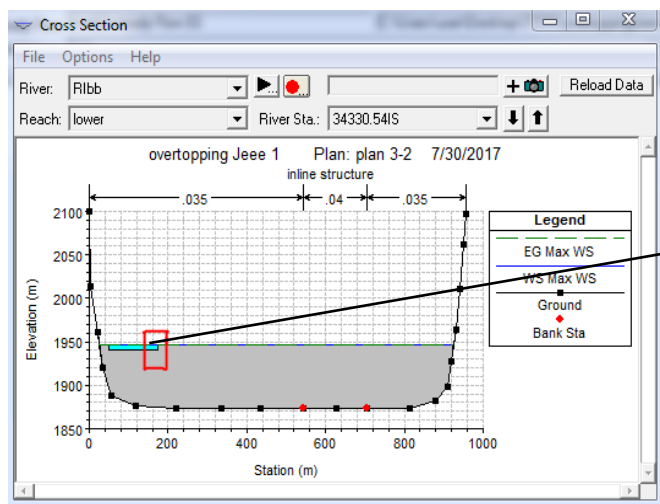 Cross Section
File Options Help
River: RIbb
Reload Data
Reach: lower River Sta.: 34330.54IS
overtopping Jeee 1 Plan: plan 3-2 7/30/2017
inline structure
.035 .04 .035
Legend
EG Max WS
WS Max WS
Ground
Bank Sta
Elevation (m)
2100
2050
2000
1950
1900
1850
0 200 400 600 800 1000
Station (m)